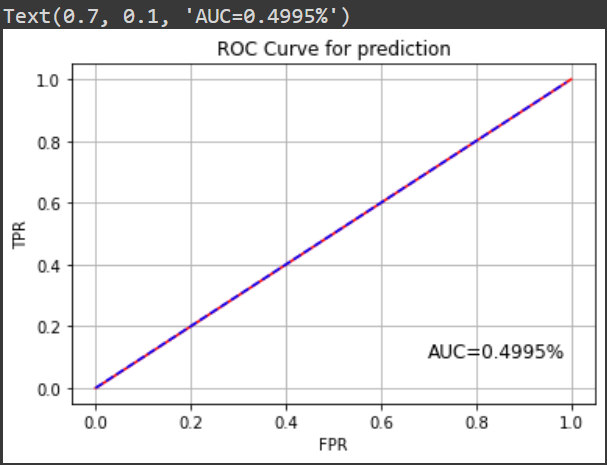 Text(0.7, 0.1, 'AUC=0.4995%')
ROC Curve for prediction
1.0
0.8
0.6
0.4
0.2
0.0
TPR
AUC=0.4995%
0.0 0.2 0.4 0.6 0.8 1.0
FPR